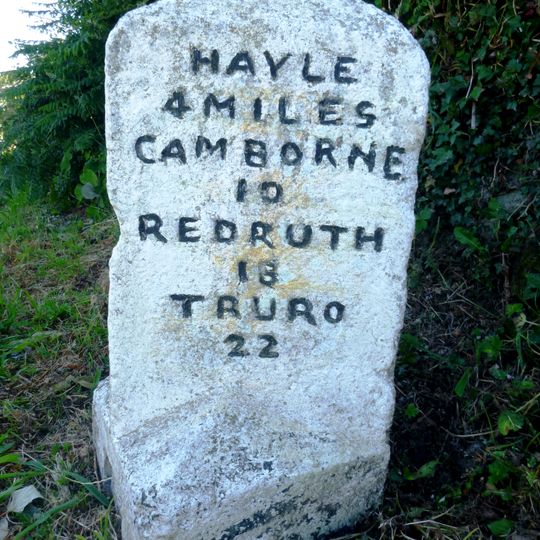 HAYLE
4 MILES
CAMBORNE
10
REDRUTH
18
TRURO
22